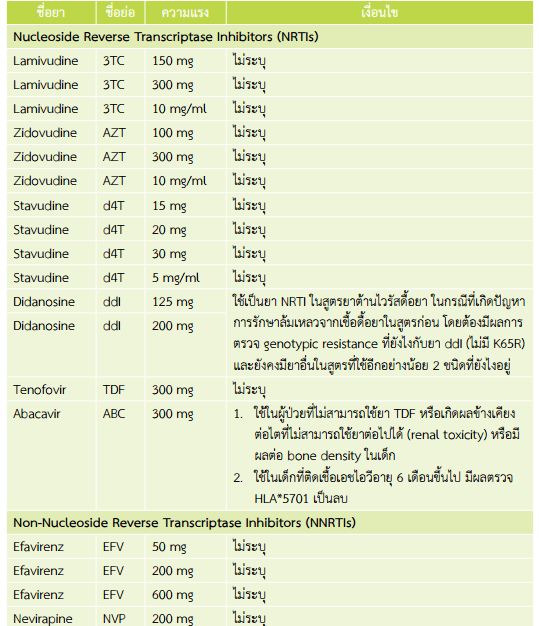 ชื่อยา ชื่อย่อ ความแรง เงื่อนไข
Nucleoside Reverse Transcriptase Inhibitors (NRTIs)
Lamivudine 3TC 150 mg ไม่ระบุ
Lamivudine 3TC 300 mg ไม่ระบุ
Lamivudine 3TC 10 mg/ml ไม่ระบุ
Zidovudine AZT 100 mg ไม่ระบุ
Zidovudine AZT 300 mg ไม่ระบุ
Zidovudine AZT 10 mg/ml ไม่ระบุ
Stavudine d4T 15 mg ไม่ระบุ
Stavudine d4T 20 mg ไม่ระบุ
Stavudine d4T 30 mg ไม่ระบุ
Stavudine d4T 5 mg/ml ไม่ระบุ
Didanosine ddI 125 mg ใช้เป็นยา NRTI ในสูตรยาต้านไวรัสดื้อยา ในกรณีที่เกิดปัญหา
Didanosine ddI 200 mg การรักษาล้มเหลวจากเชื้อดื้อยาในสูตรก่อน โดยต้องมีผลการ
ตรวจ genotypic resistance ที่ยังไงกับยา ddI (ไม่มี K65R)
และยังคงมียาอื่นในสูตรที่ใช้อีกอย่างน้อย 2 ชนิดที่ยังไงอยู่
Tenofovir TDF 300 mg ไม่ระบุ
Abacavir ABC 300 mg 1. ใช้ในผู้ป่วยที่ไม่สามารถใช้ยา TDF หรือเกิดผลข้างเคียง
ต่อไตที่ไม่สามารถใช้ยาต่อไปได้ (renal toxicity) หรือมี
ผลต่อ bone density ในเด็ก
2. ใช้ในเด็กที่ติดเชื้อเอชไอวีอายุ 6 เดือนขึ้นไป มีผลตรวจ
HLA*5701 เป็นลบ
Non-Nucleoside Reverse Transcriptase Inhibitors (NNRTIs)
Efavirenz EFV 50 mg ไม่ระบุ
Efavirenz EFV 200 mg ไม่ระบุ
Efavirenz EFV 600 mg ไม่ระบุ
Nevirapine NVP 200 mg ไม่ระบุ